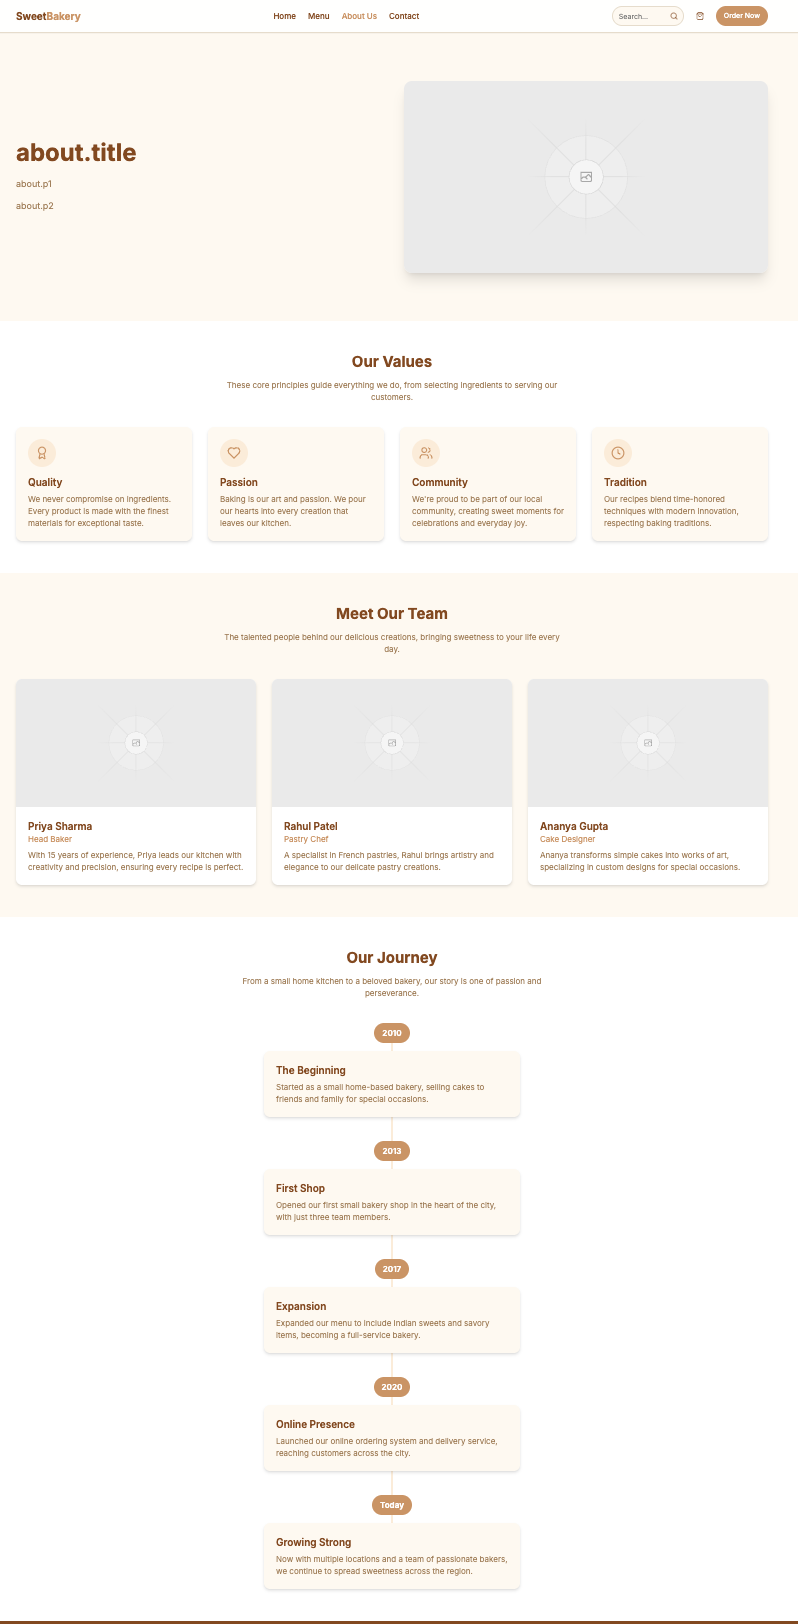 SweetBakery
Home Menu About Us Contact
Search...
Order Now
about.title
about.p1
about.p2
Our Values
These core principles guide everything we do, from selecting ingredients to serving our
customers.
Quality
We never compromise on ingredients.
Every product is made with the finest
materials for exceptional taste.
Passion
Baking is our art and passion. We pour
our hearts into every creation that
leaves our kitchen.
Community
We're proud to be part of our local
community, creating sweet moments for
celebrations and everyday joy.
Tradition
Our recipes blend time-honored
techniques with modern innovation,
respecting baking traditions.
Meet Our Team
The talented people behind our delicious creations, bringing sweetness to your life every
day.
Priya Sharma
Head Baker
With 15 years of experience, Priya leads our kitchen with
creativity and precision, ensuring every recipe is perfect.
Rahul Patel
Pastry Chef
A specialist in French pastries, Rahul brings artistry and
elegance to our delicate pastry creations.
Ananya Gupta
Cake Designer
Ananya transforms simple cakes into works of art,
specializing in custom designs for special occasions.
Our Journey
From a small home kitchen to a beloved bakery, our story is one of passion and
perseverance.
2010
The Beginning
Started as a small home-based bakery, selling cakes to
friends and family for special occasions.
2013
First Shop
Opened our first small bakery shop in the heart of the city,
with just three team members.
2017
Expansion
Expanded our menu to include Indian sweets and savory
items, becoming a full-service bakery.
2020
Online Presence
Launched our online ordering system and delivery service,
reaching customers across the city.
Today
Growing Strong
Now with multiple locations and a team of passionate bakers,
we continue to spread sweetness across the region.